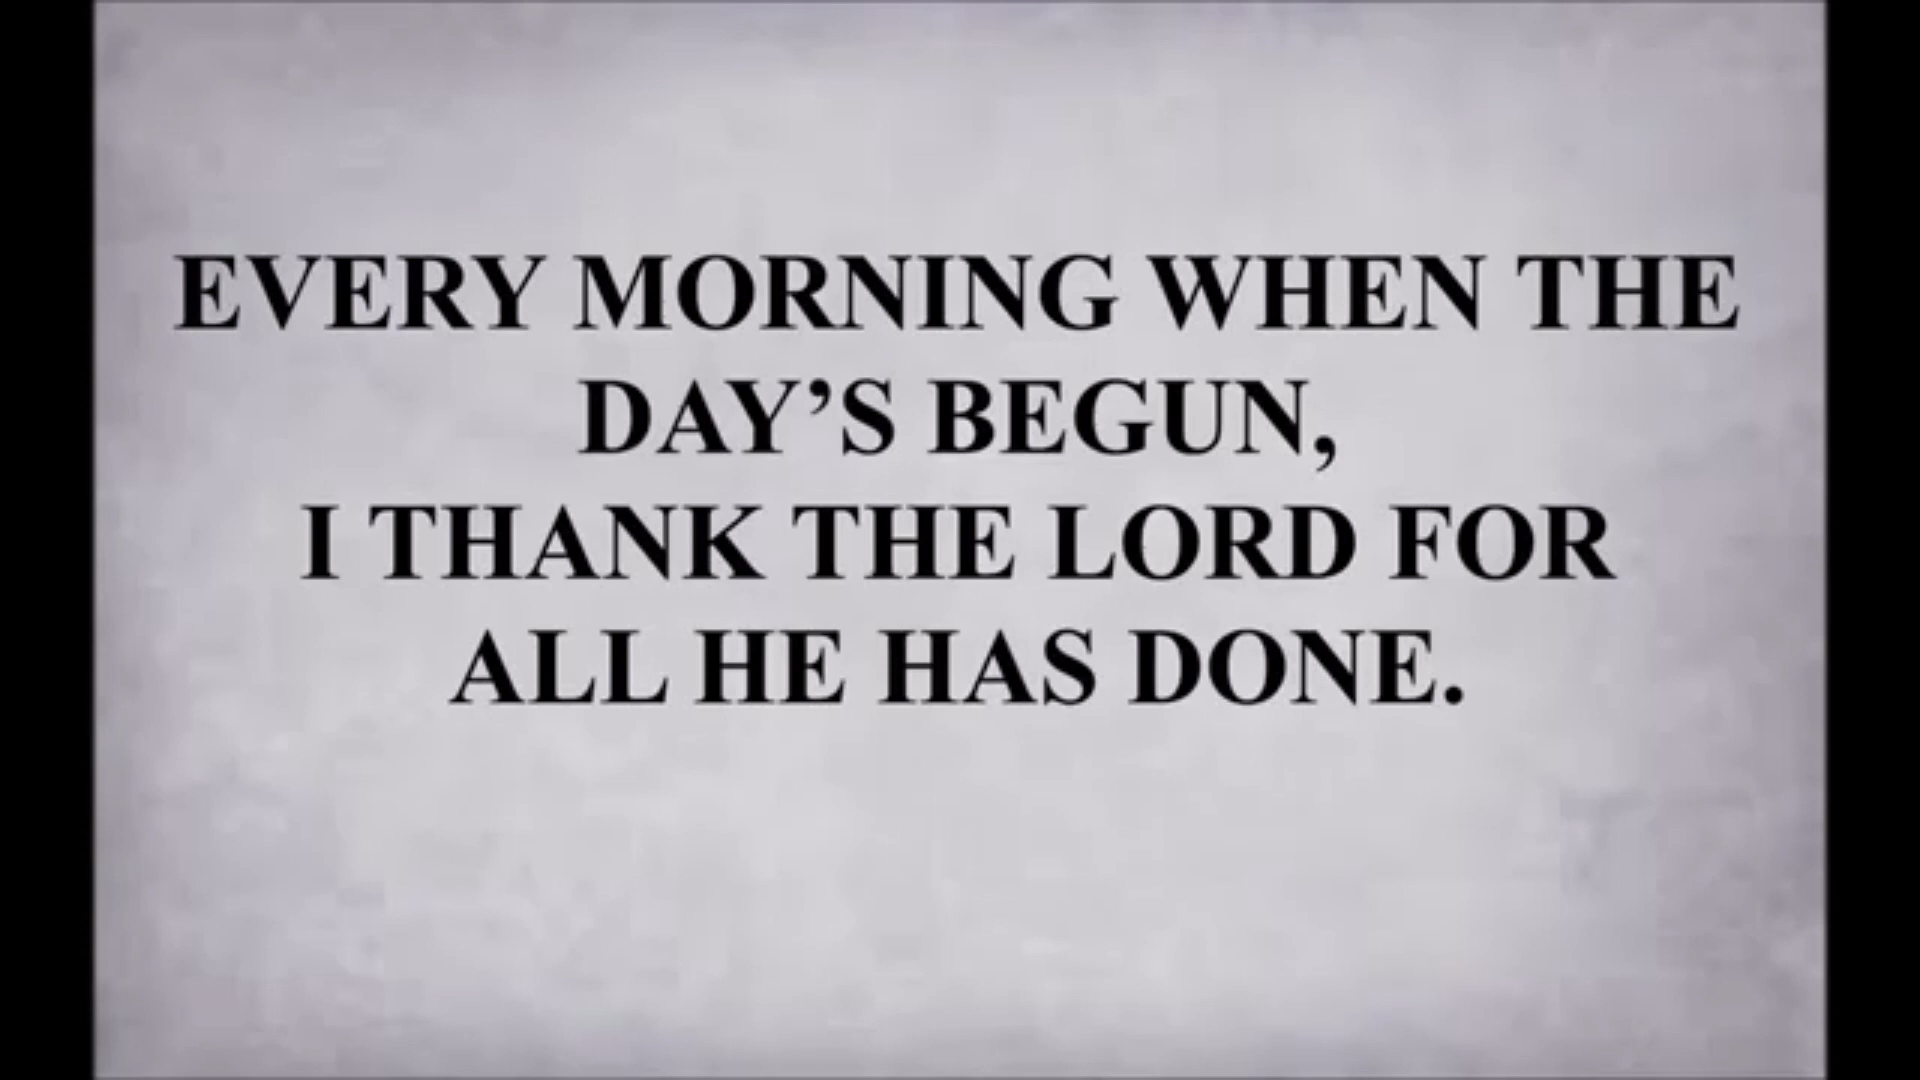 EVERY MORNING WHEN THE
DAY’S BEGUN,
I THANK THE LORD FOR
ALL HE HAS DONE.